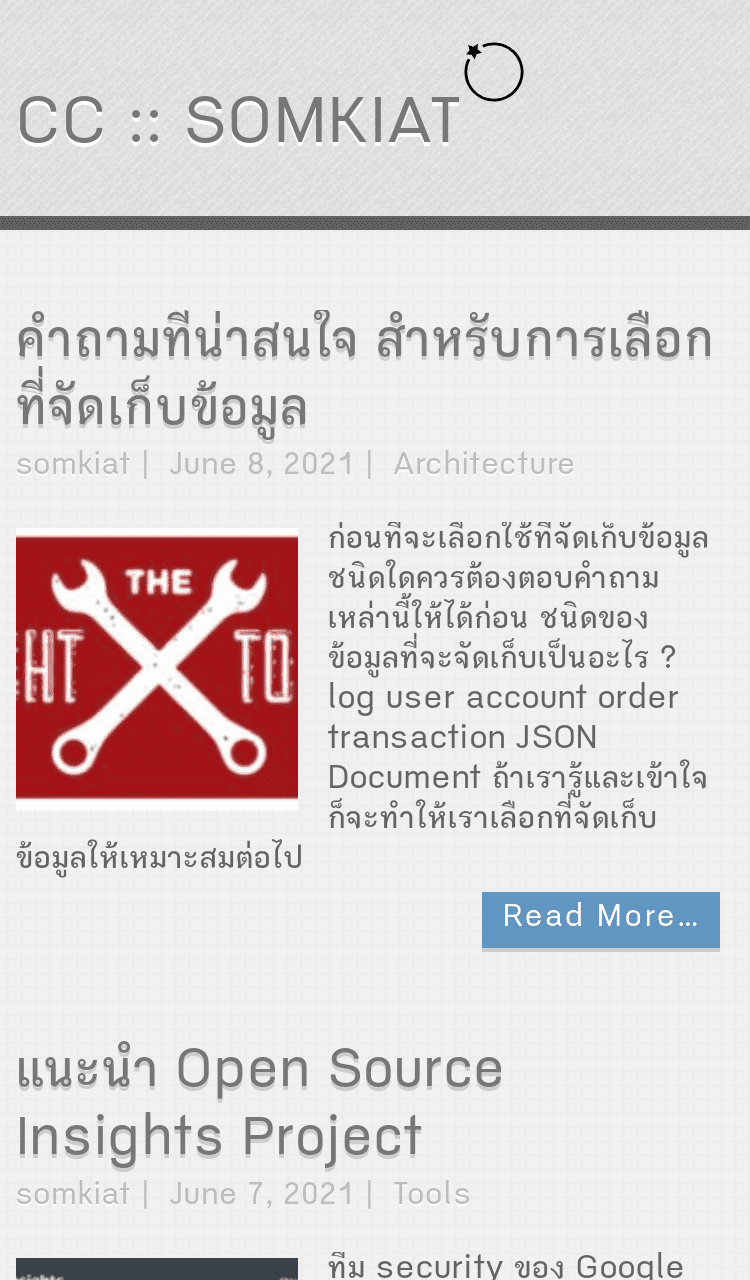 CC :: SOMKIAT
คำถามที่น่าสนใจ สำหรับการเลือก
ที่จัดเก็บข้อมูล
somkiat | June 8, 2021 | Architecture
THE
HT TO
ก่อนที่จะเลือกใช้ที่จัดเก็บข้อมูล
ชนิดใดควรต้องตอบคำถาม
เหล่านี้ให้ได้ก่อน ชนิดของ
ข้อมูลที่จะจัดเก็บเป็นอะไร ?
log user account order
transaction JSON
Document ถ้าเรารู้และเข้าใจ
ก็จะทำให้เราเลือกที่จัดเก็บ
ข้อมูลให้เหมาะสมต่อไป
Read More…
แนะนำ Open Source
Insights Project
somkiat | June 7, 2021 | Tools
ทีม security ของ Google